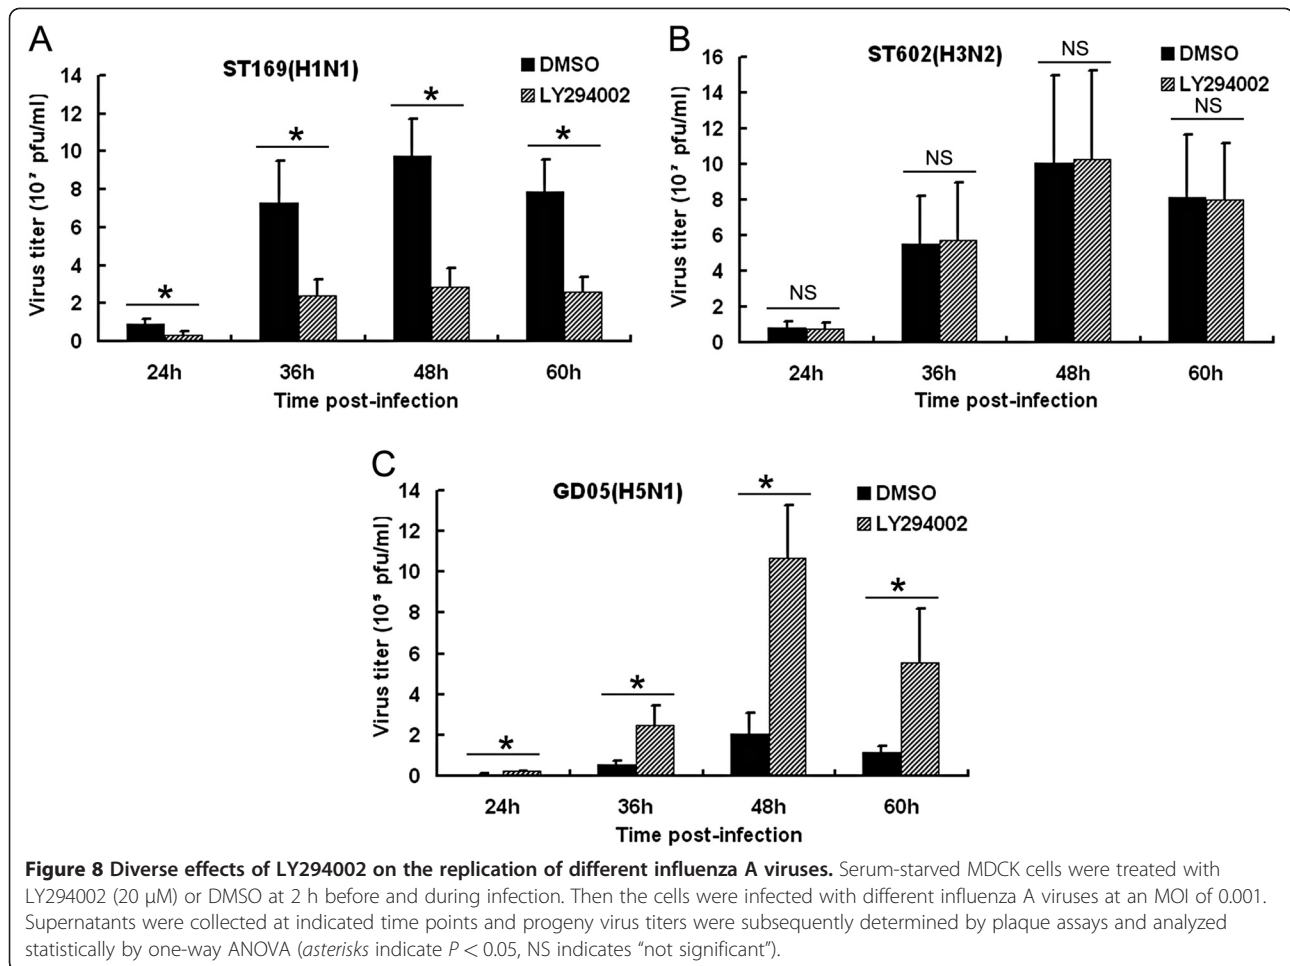 A
ST169(H1N1)
DMSO
LY294002
Virus titer (10⁷ pfu/ml)
14
12
10
8
6
4
2
0
*
*
*
*
24h
36h
48h
60h
Time post-infection
B
ST602(H3N2)
DMSO
LY294002
Virus titer (10⁷ pfu/ml)
16
14
12
10
8
6
4
2
0
NS
NS
NS
NS
24h
36h
48h
60h
Time post-infection
C
GD05(H5N1)
DMSO
LY294002
Virus titer (10⁵ pfu/ml)
14
12
10
8
6
4
2
0
*
*
*
*
24h
36h
48h
60h
Time post-infection
Figure 8 Diverse effects of LY294002 on the replication of different influenza A viruses. Serum-starved MDCK cells were treated with
LY294002 (20 μM) or DMSO at 2 h before and during infection. Then the cells were infected with different influenza A viruses at an MOI of 0.001.
Supernatants were collected at indicated time points and progeny virus titers were subsequently determined by plaque assays and analyzed
statistically by one-way ANOVA (asterisks indicate P < 0.05, NS indicates “not significant”).